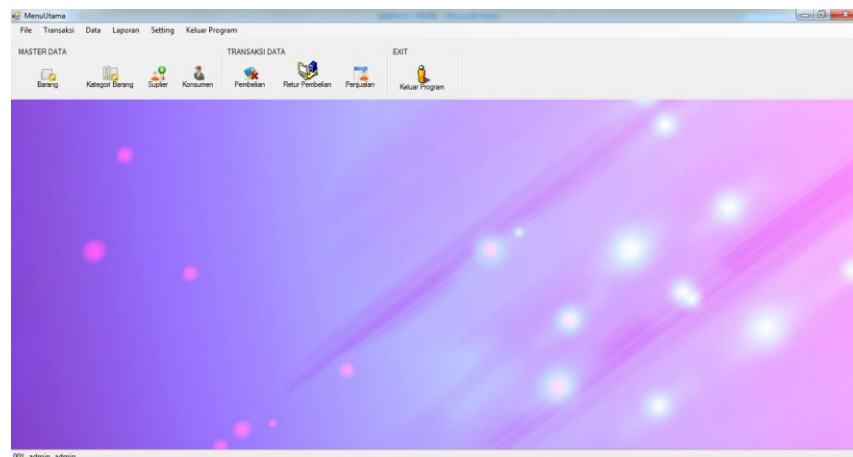 MenuUtama
File Transaksi Data Laporan Setting Keluar Program
MASTER DATA TRANSAKSI DATA EXIT
Barang Kategori Barang Suplier Konsumen Pembelian Retur Pembelian Penjualan Keluar Program
001 admin admin